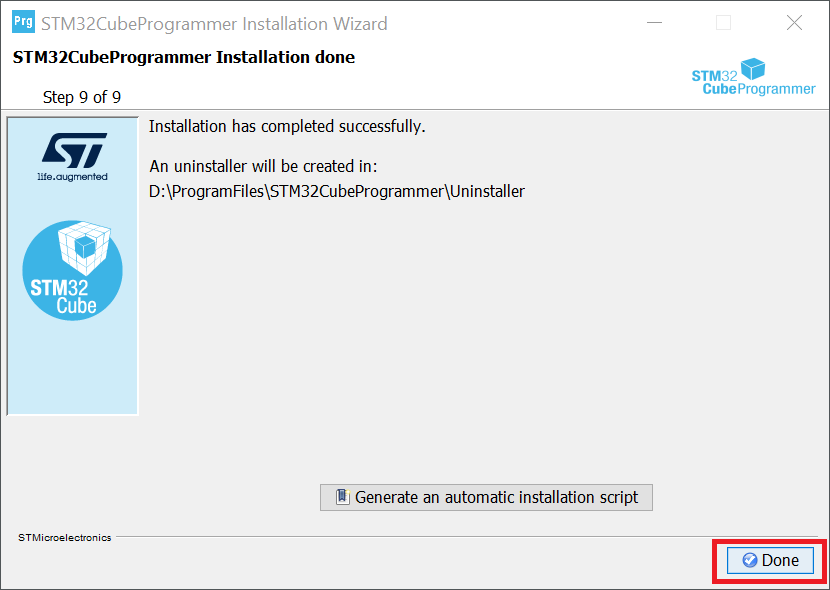 Prg STM32CubeProgrammer Installation Wizard
STM32CubeProgrammer Installation done
Step 9 of 9
STM32
CubeProgrammer
ST
life.augmented
STM32
Cube
Installation has completed successfully.
An uninstaller will be created in:
D:\ProgramFiles\STM32CubeProgrammer\Uninstaller
Generate an automatic installation script
STMicroelectronics
Done